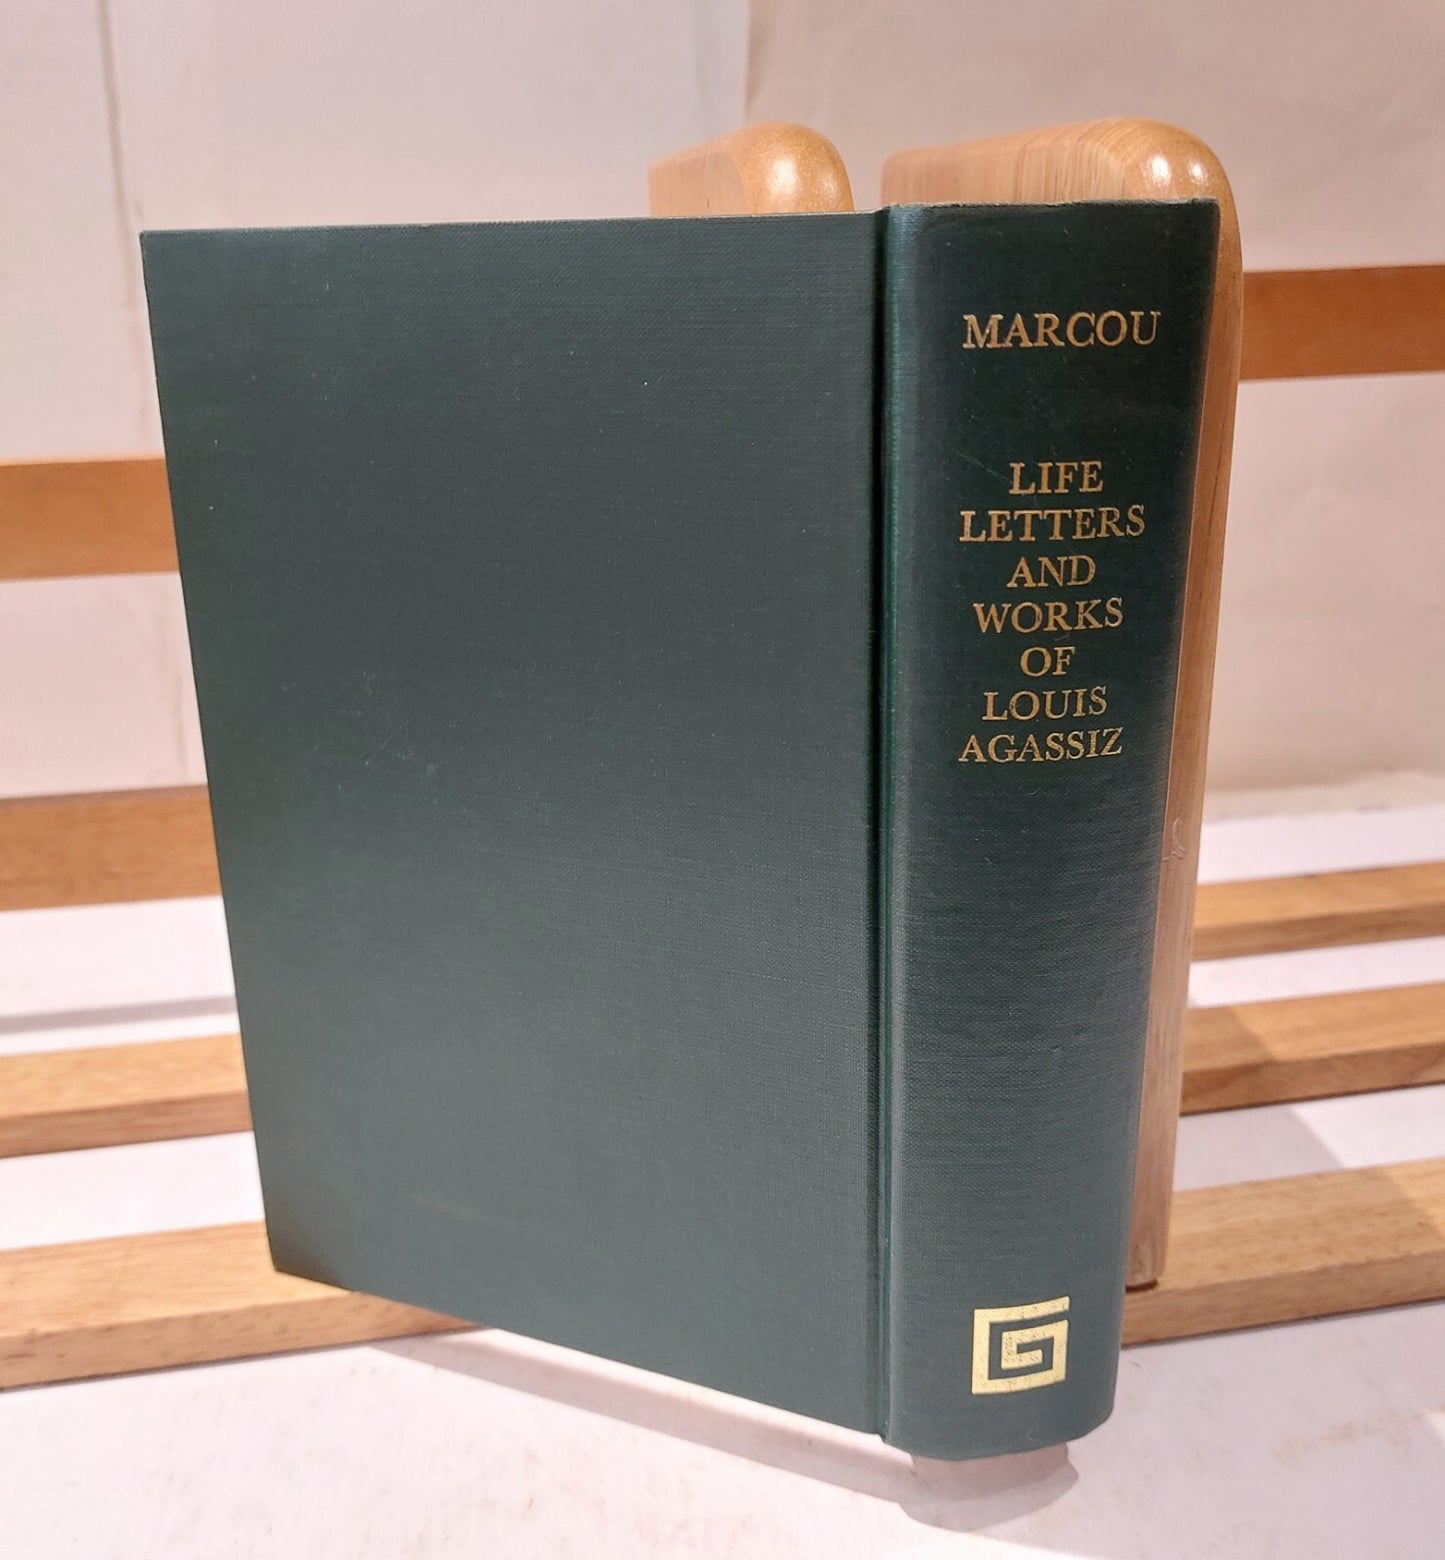 MARCOU
LIFE
LETTERS
AND
WORKS
OF
LOUIS
AGASSIZ
G